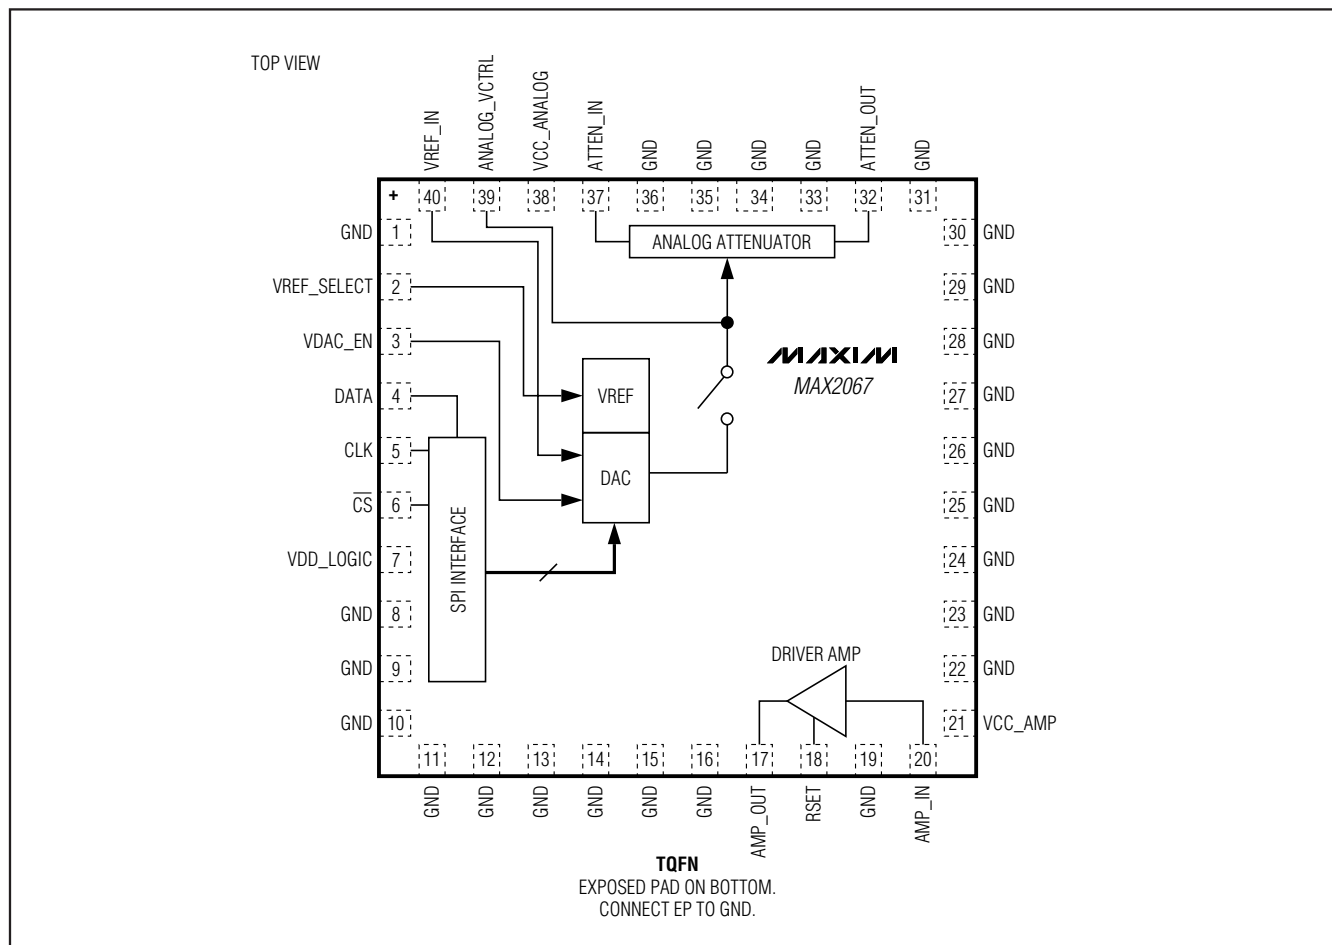 TOP VIEW
VREF_IN
ANALOG_VCTRL
VCC_ANALOG
ATTEN_IN
GND
GND
GND
GND
ATTEN_OUT
GND
+
40
39
38
37
36
35
34
33
32
31
GND 1
VREF_SELECT 2
VDAC_EN 3
DATA 4
CLK 5
C̅S̅ 6
VDD_LOGIC 7
GND 8
GND 9
GND 10
ANALOG ATTENUATOR
MAXIM
MAX2067
VREF
DAC
SPI INTERFACE
DRIVER AMP
30 GND
29 GND
28 GND
27 GND
26 GND
25 GND
24 GND
23 GND
22 GND
21 VCC_AMP
11
12
13
14
15
16
17
18
19
20
GND
GND
GND
GND
GND
GND
AMP_OUT
RSET
GND
AMP_IN
TQFN
EXPOSED PAD ON BOTTOM.
CONNECT EP TO GND.